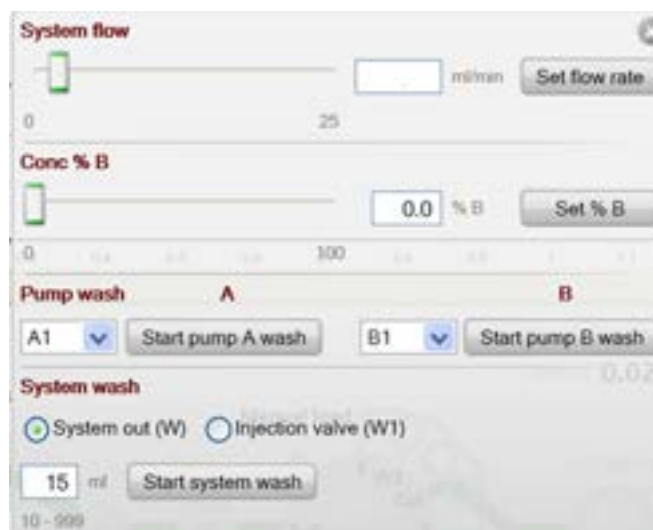 System flow
ml/min Set flow rate
0 25
Conc % B
0.0 % B Set % B
0 100
Pump wash A B
A1 Start pump A wash B1 Start pump B wash
0.02
System wash
System out (W) Injection valve (W1)
15 ml Start system wash
10 - 999